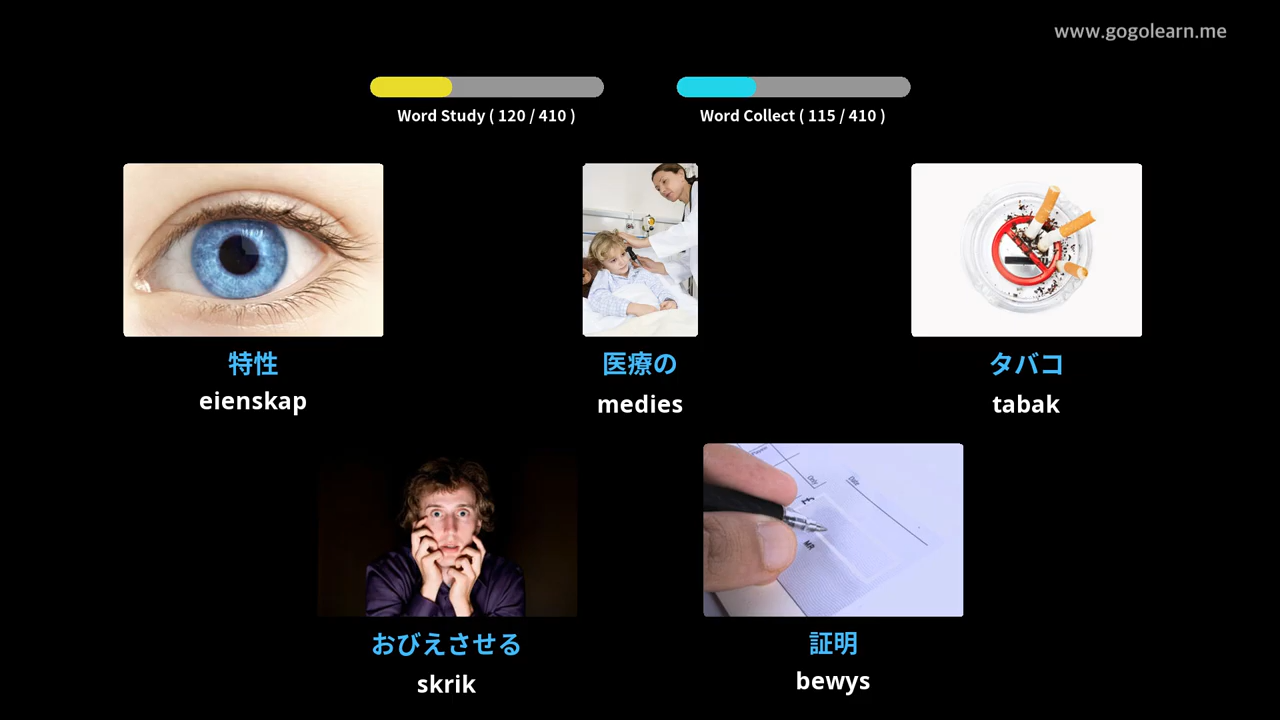 www.gogolearn.me
Word Study ( 120 / 410 )
Word Collect ( 115 / 410 )
特性
eienskap
医療の
medies
タバコ
tabak
おびえさせる
skrik
証明
bewys